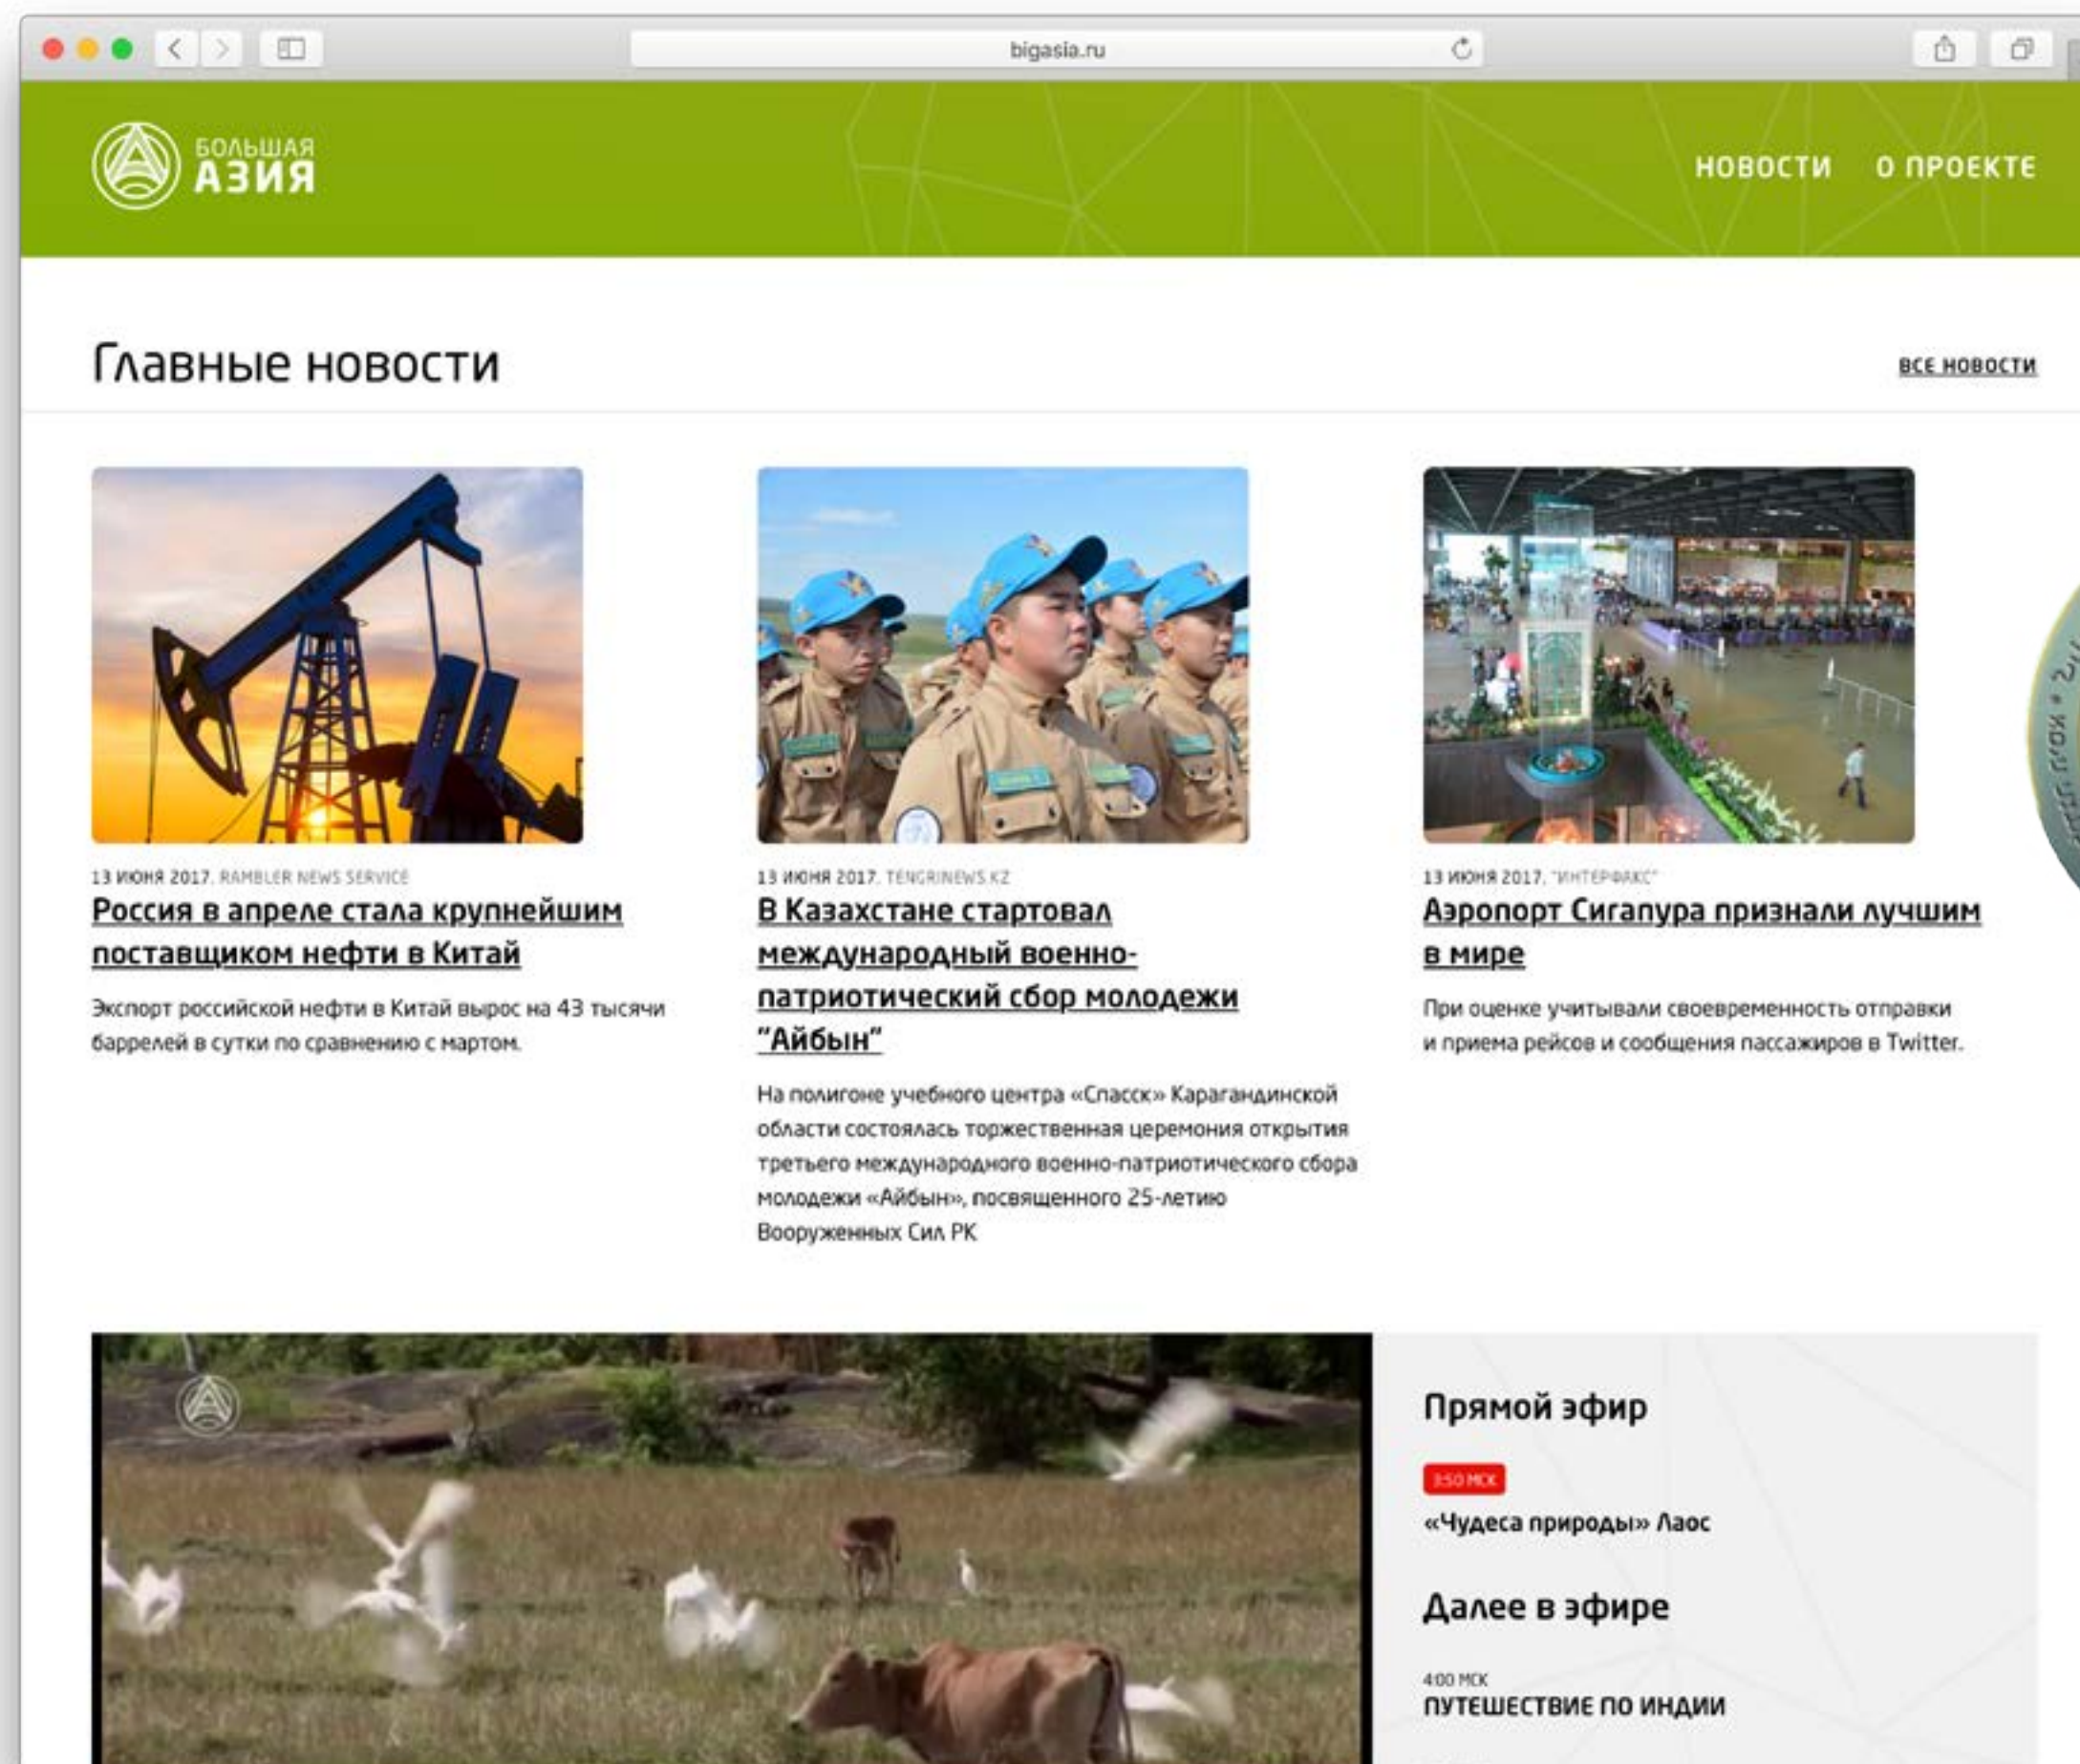 bigasia.ru
БОЛЬШАЯ
АЗИЯ
НОВОСТИ О ПРОЕКТЕ
Главные новости
ВСЕ НОВОСТИ
13 ИЮНЯ 2017, RAMBLER NEWS SERVICE
Россия в апреле стала крупнейшим
поставщиком нефти в Китай
Экспорт российской нефти в Китай вырос на 43 тысячи
баррелей в сутки по сравнению с мартом.
13 ИЮНЯ 2017, TENGRINEWS.KZ
В Казахстане стартовал
международный военно-
патриотический сбор молодежи
"Айбын"
На полигоне учебного центра «Спасск» Карагандинской
области состоялась торжественная церемония открытия
третьего международного военно-патриотического сбора
молодежи «Айбын», посвященного 25-летию
Вооруженных Сил РК
13 ИЮНЯ 2017, "ИНТЕРФАКС"
Аэропорт Сигапура признали лучшим
в мире
При оценке учитывали своевременность отправки
и приема рейсов и сообщения пассажиров в Twitter.
Прямой эфир
3:50 МСК
«Чудеса природы» Лаос
Далее в эфире
4:00 МСК
ПУТЕШЕСТВИЕ ПО ИНДИИ